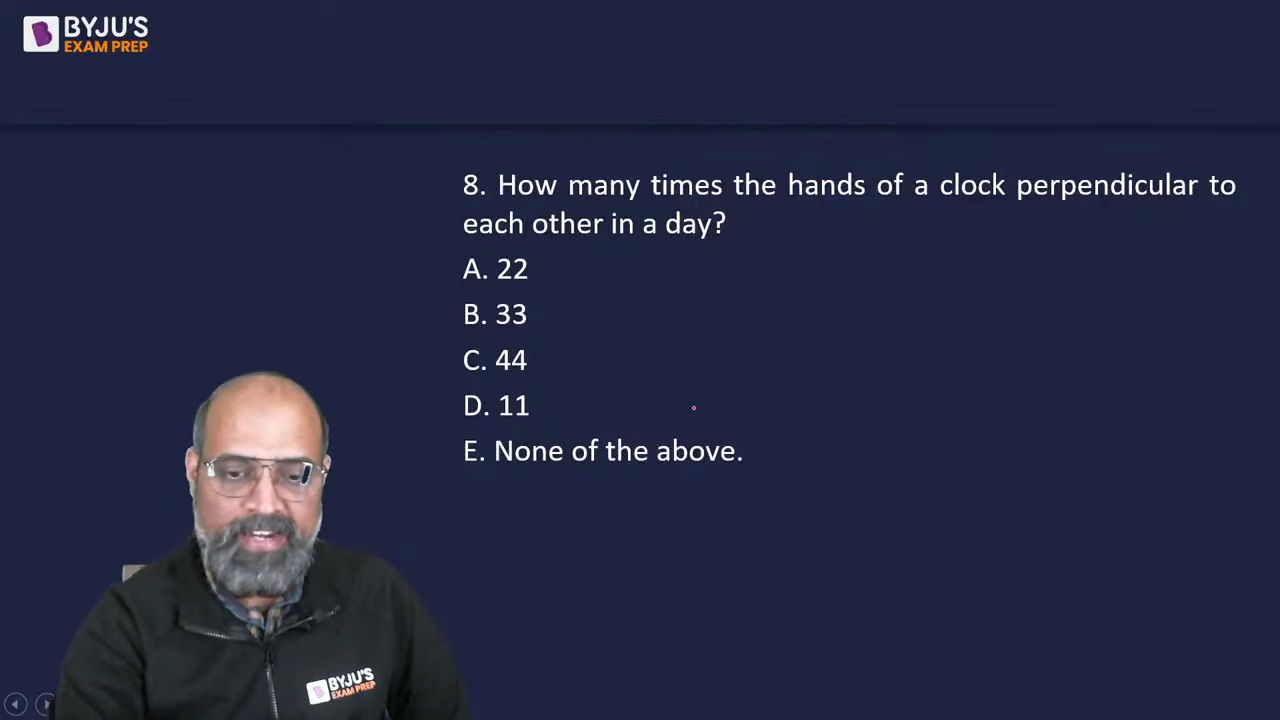 BYJU'S
EXAM PREP
8. How many times the hands of a clock perpendicular to
each other in a day?
A. 22
B. 33
C. 44
D. 11
E. None of the above.
BYJU'S
EXAM PREP